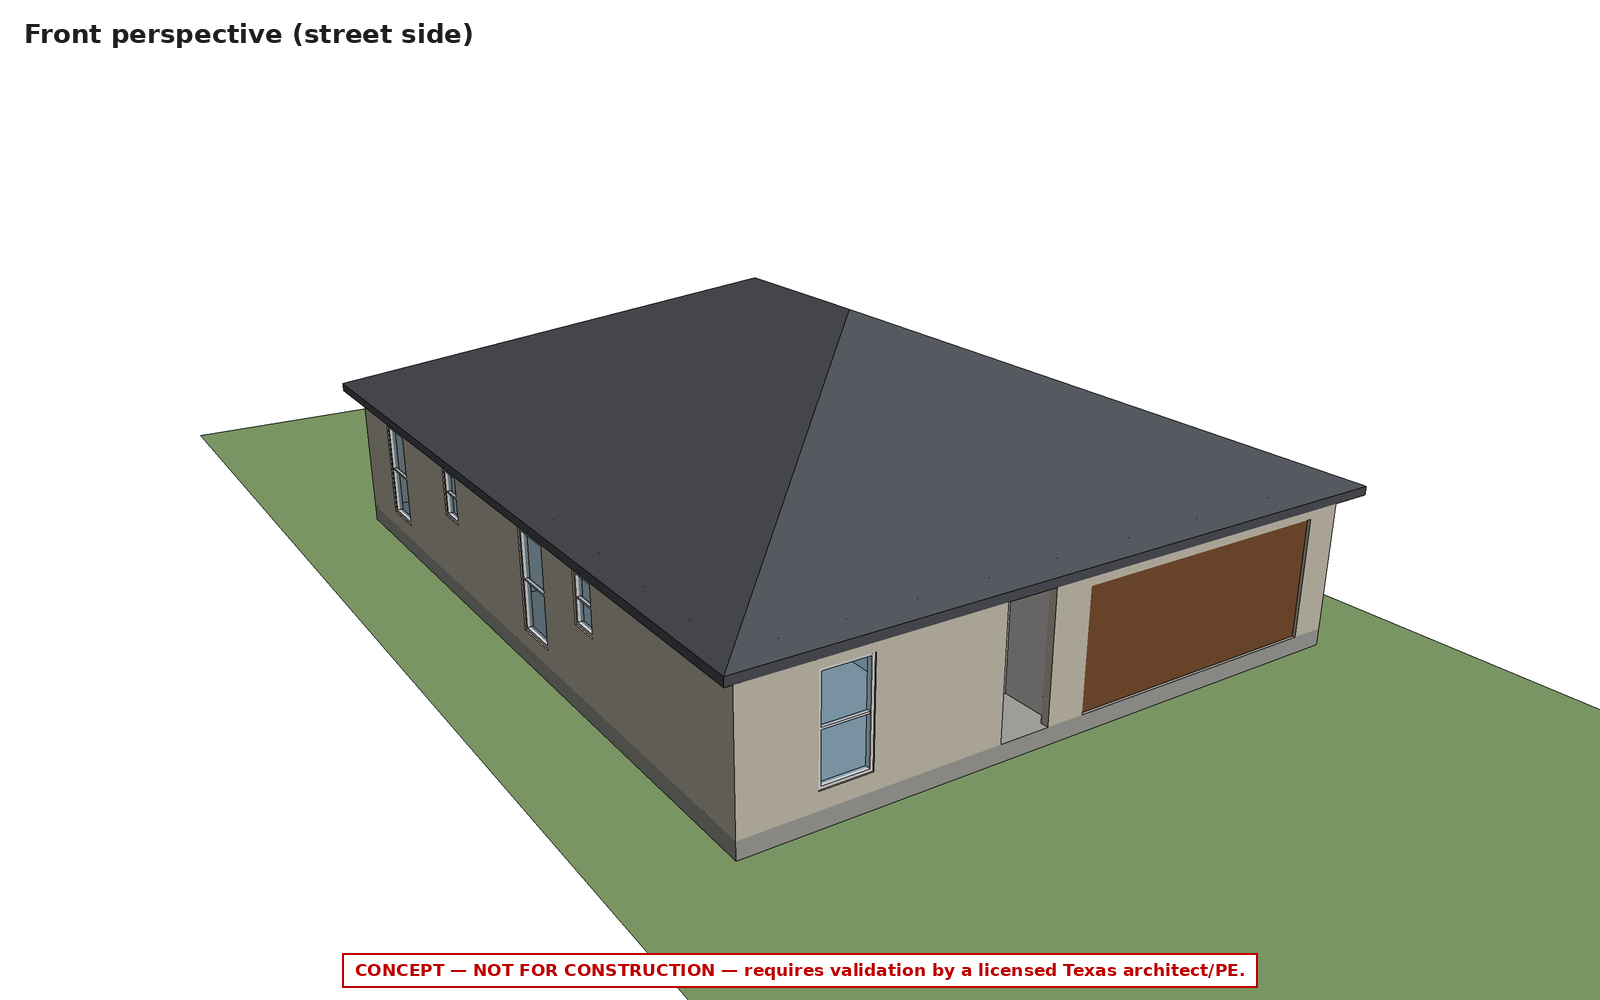 Front perspective (street side)
CONCEPT — NOT FOR CONSTRUCTION — requires validation by a licensed Texas architect/PE.